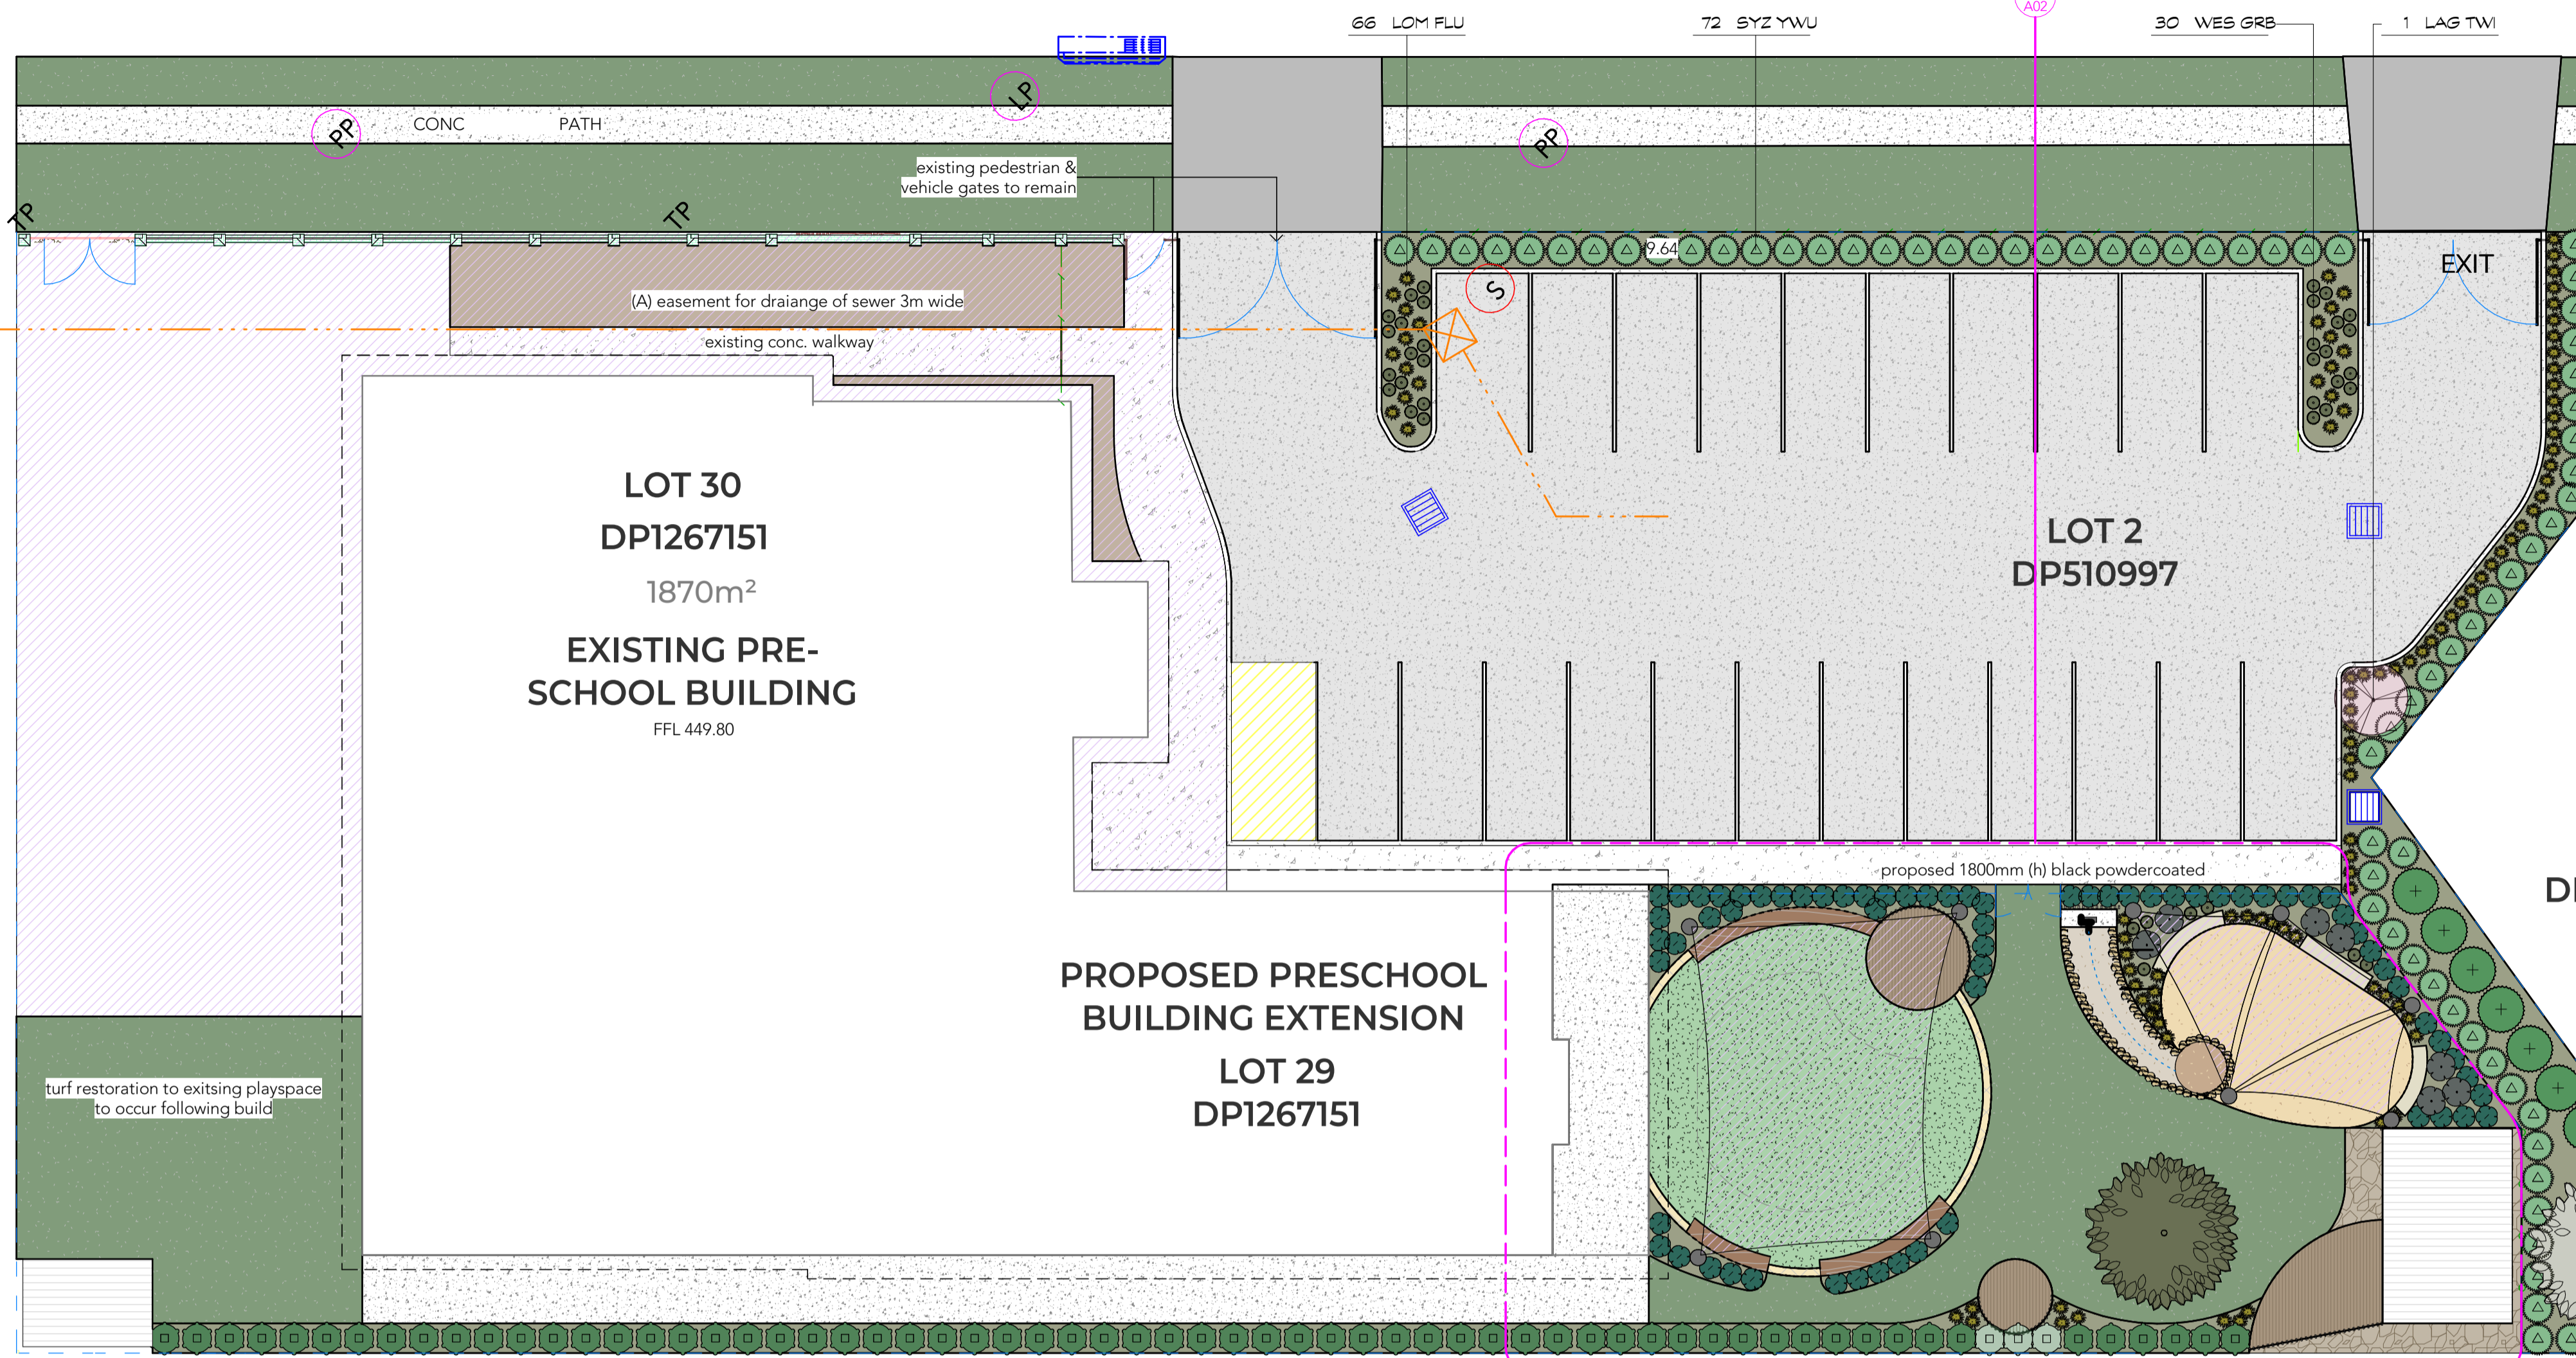 66 LOM FLU
72 SYZ YWU
A02
30 WES GRB
1 LAG TWI
LP
PP
CONC PATH
PP
existing pedestrian &
vehicle gates to remain
TP
TP
9.64
EXIT
S
(A) easement for draiange of sewer 3m wide
existing conc. walkway
LOT 30
DP1267151
1870m²
EXISTING PRE-
SCHOOL BUILDING
FFL 449.80
LOT 2
DP510997
proposed 1800mm (h) black powdercoated
PROPOSED PRESCHOOL
BUILDING EXTENSION
LOT 29
DP1267151
turf restoration to exitsing playspace
to occur following build